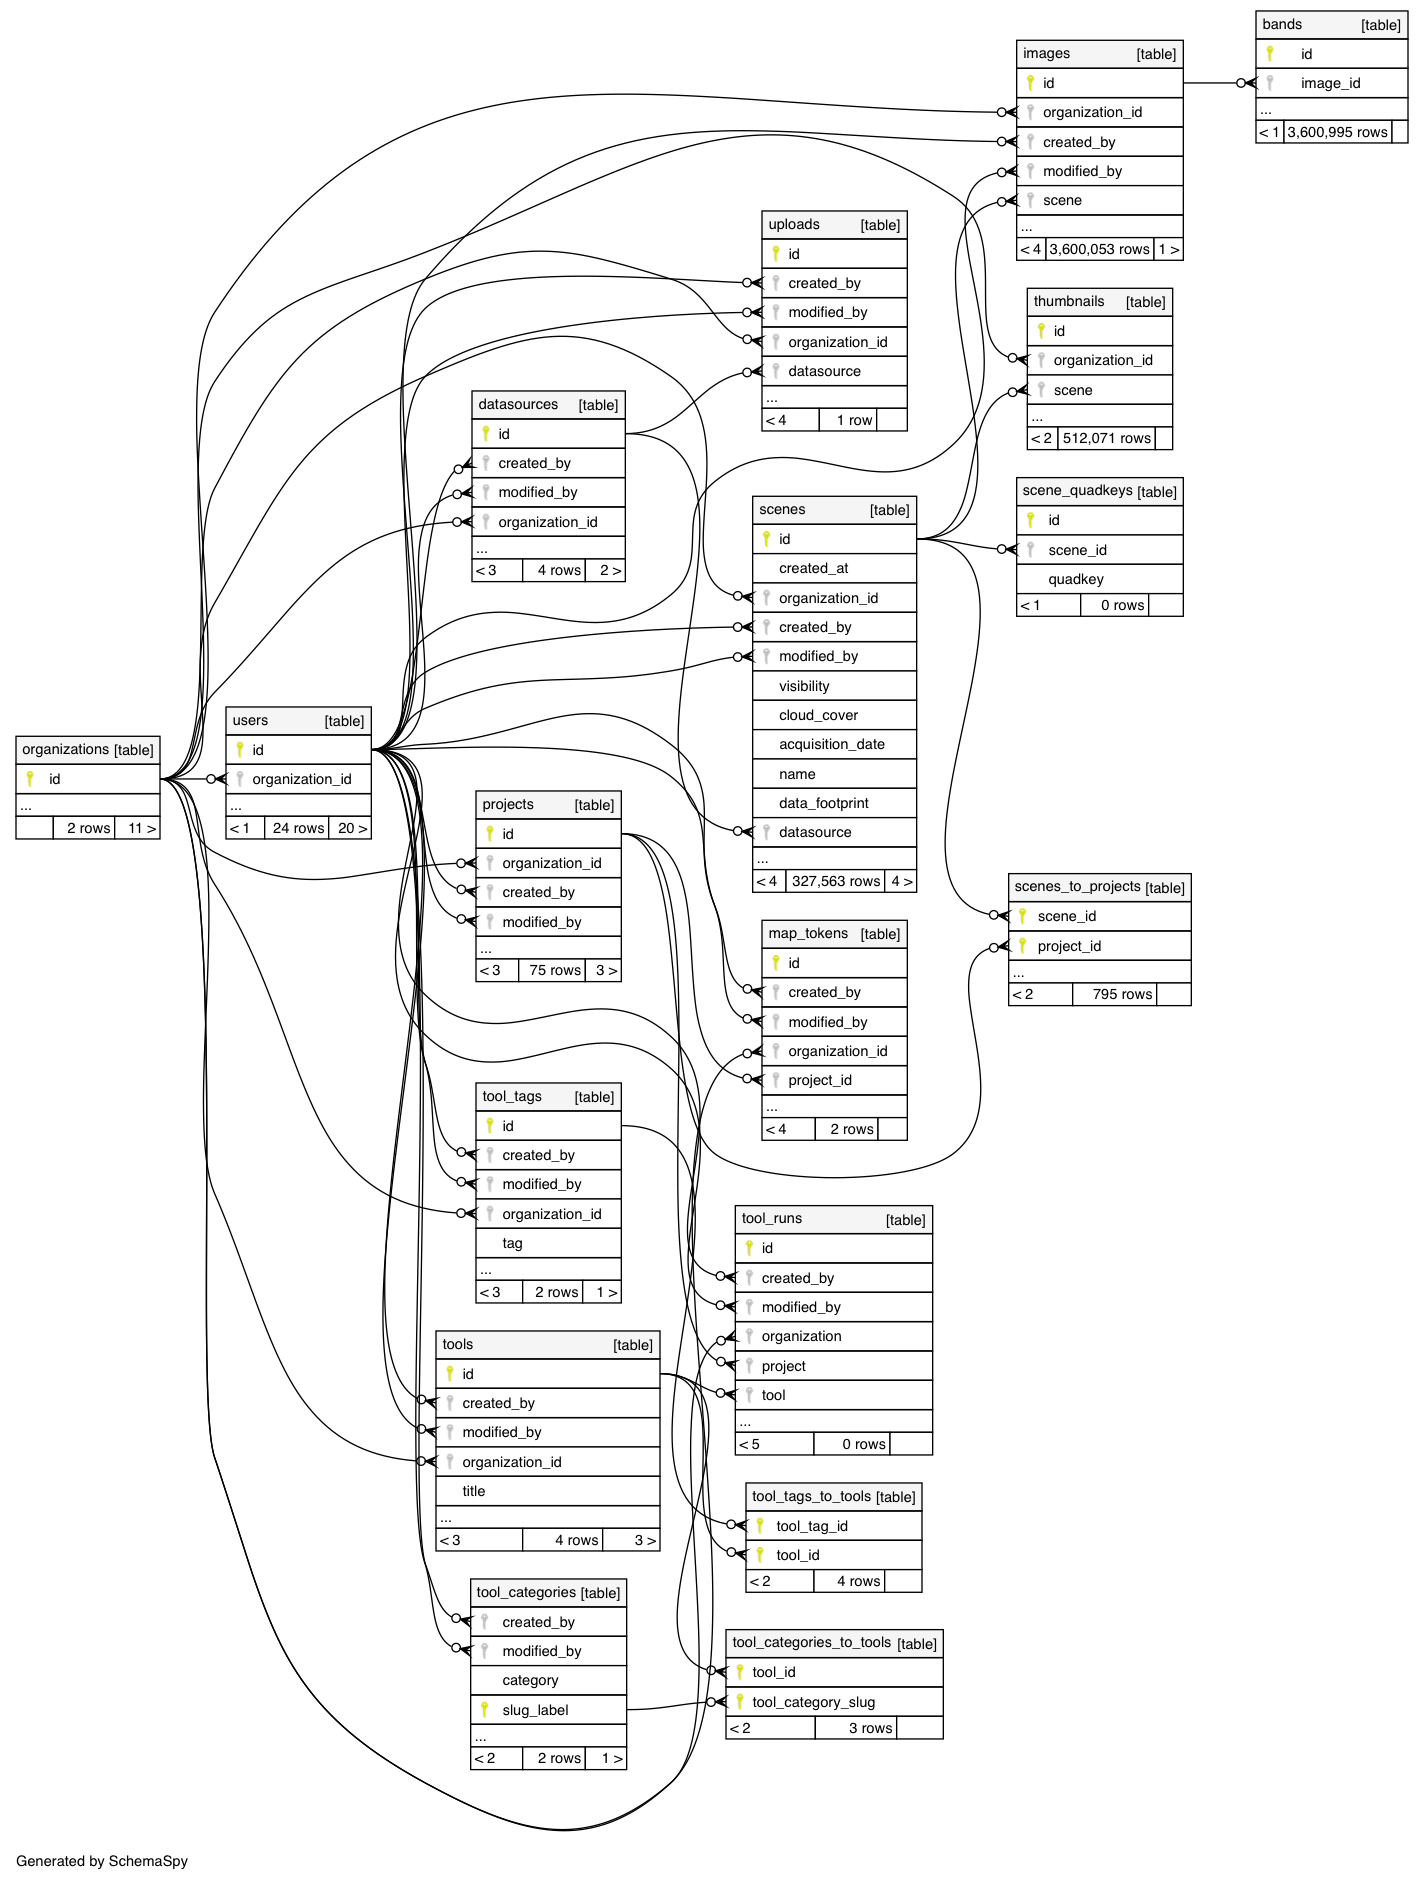 bands [table]
id
image_id
...
< 1 3,600,995 rows
images [table]
id
organization_id
created_by
modified_by
scene
...
< 4 3,600,053 rows 1 >
uploads [table]
id
created_by
modified_by
organization_id
datasource
...
< 4 1 row
thumbnails [table]
id
organization_id
scene
...
< 2 512,071 rows
datasources [table]
id
created_by
modified_by
organization_id
...
< 3 4 rows 2 >
scene_quadkeys [table]
id
scene_id
quadkey
< 1 0 rows
scenes [table]
id
created_at
organization_id
created_by
modified_by
visibility
cloud_cover
acquisition_date
name
data_footprint
datasource
...
< 4 327,563 rows 4 >
organizations [table]
id
...
2 rows 11 >
users [table]
id
organization_id
...
< 1 24 rows 20 >
projects [table]
id
organization_id
created_by
modified_by
...
< 3 75 rows 3 >
scenes_to_projects [table]
scene_id
project_id
...
< 2 795 rows
map_tokens [table]
id
created_by
modified_by
organization_id
project_id
...
< 4 2 rows
tool_tags [table]
id
created_by
modified_by
organization_id
tag
...
< 3 2 rows 1 >
tool_runs [table]
id
created_by
modified_by
organization
project
tool
...
< 5 0 rows
tools [table]
id
created_by
modified_by
organization_id
title
...
< 3 4 rows 3 >
tool_tags_to_tools [table]
tool_tag_id
tool_id
< 2 4 rows
tool_categories [table]
created_by
modified_by
category
slug_label
...
< 2 2 rows 1 >
tool_categories_to_tools [table]
tool_id
tool_category_slug
< 2 3 rows
Generated by SchemaSpy